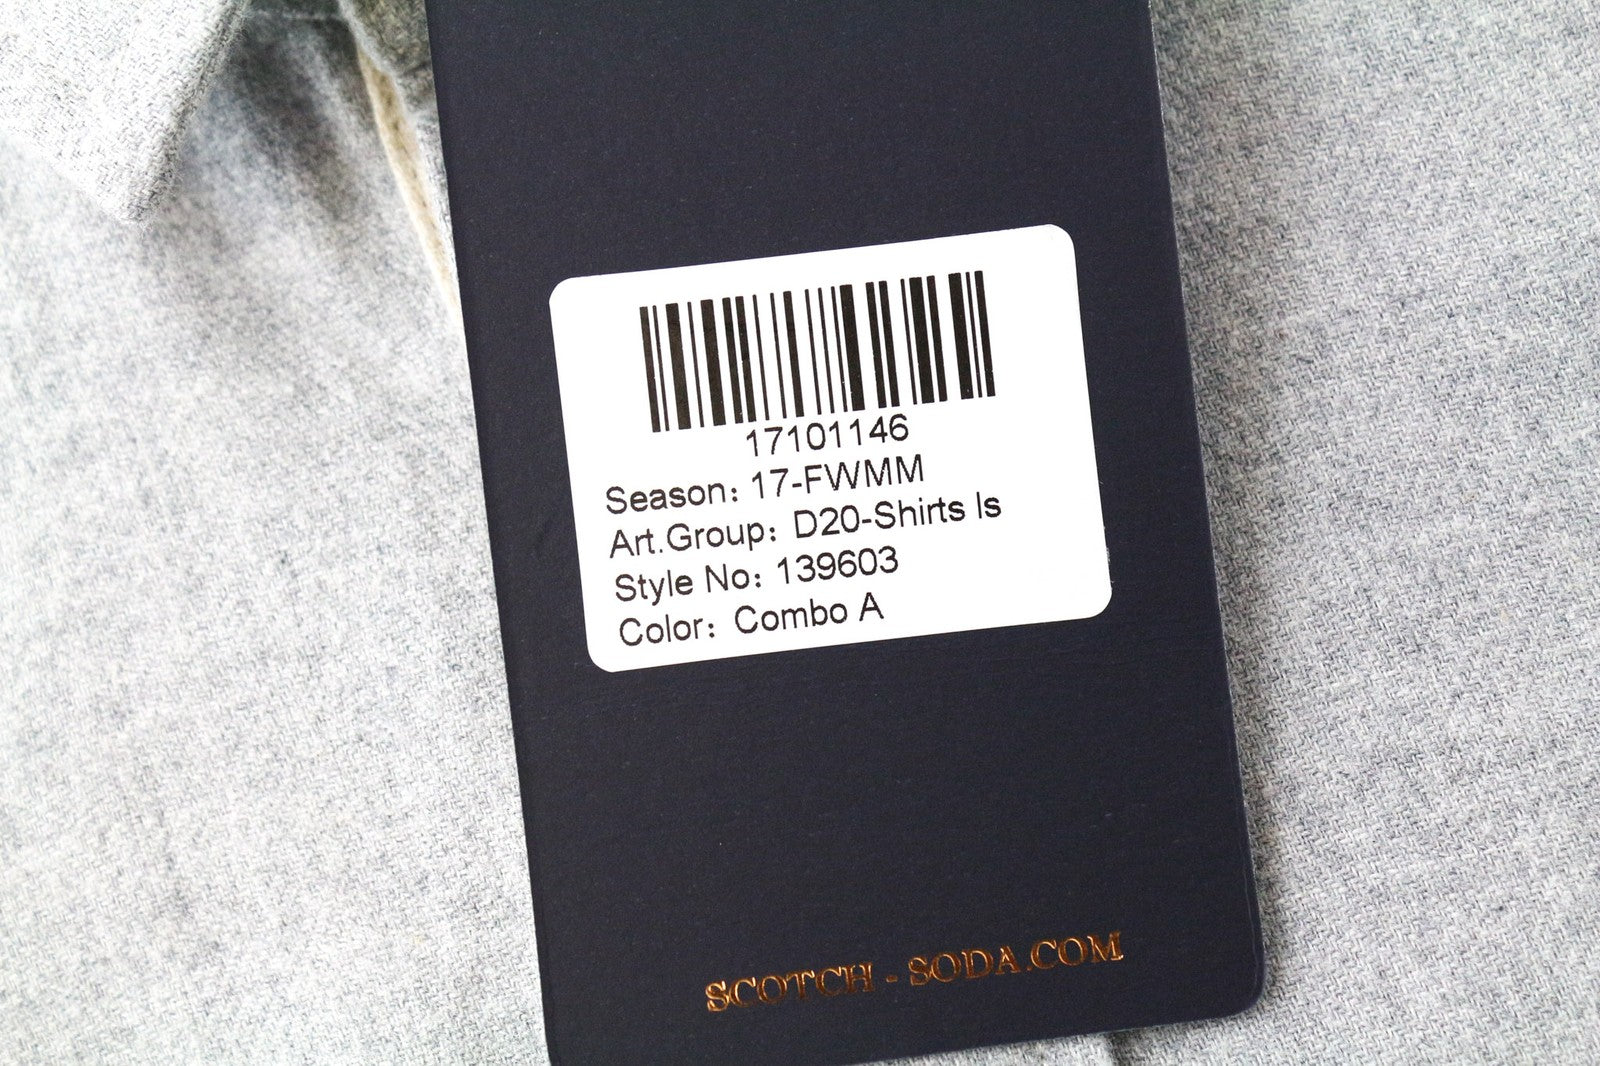 17101146
Season: 17-FWMM
Art.Group: D20-Shirts ls
Style No: 139603
Color: Combo A
SCOTCH - SODA.COM